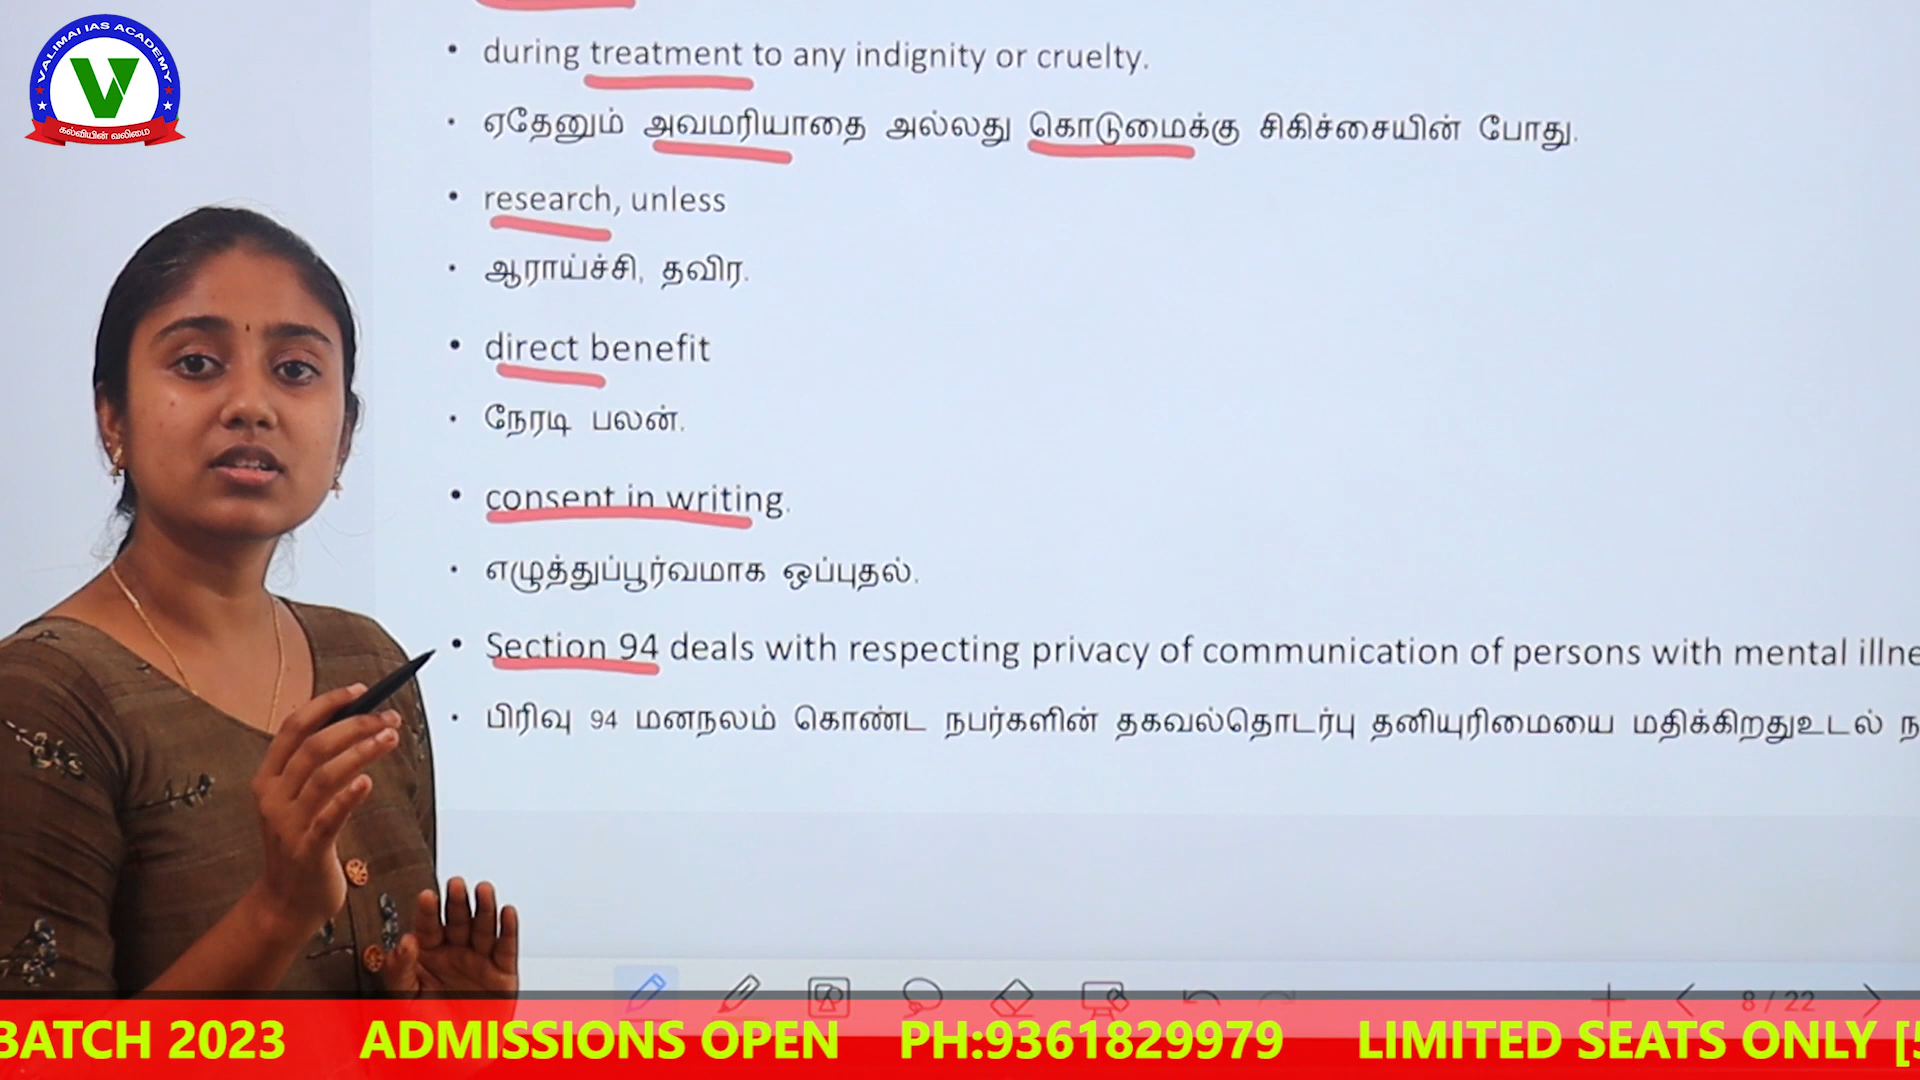 VALIMAI IAS ACADEMY
கல்வியின் வலிமை
• during treatment to any indignity or cruelty.
• ஏதேனும் அவமரியாதை அல்லது கொடுமைக்கு சிகிச்சையின் போது.
• research, unless
• ஆராய்ச்சி, தவிர.
• direct benefit
• நேரடி பலன்.
• consent in writing.
• எழுத்துப்பூர்வமாக ஒப்புதல்.
• Section 94 deals with respecting privacy of communication of persons with mental illne
• பிரிவு 94 மனநலம் கொண்ட நபர்களின் தகவல்தொடர்பு தனியுரிமையை மதிக்கிறதுஉடல் ந
8 / 22
BATCH 2023 ADMISSIONS OPEN PH:9361829979 LIMITED SEATS ONLY [5